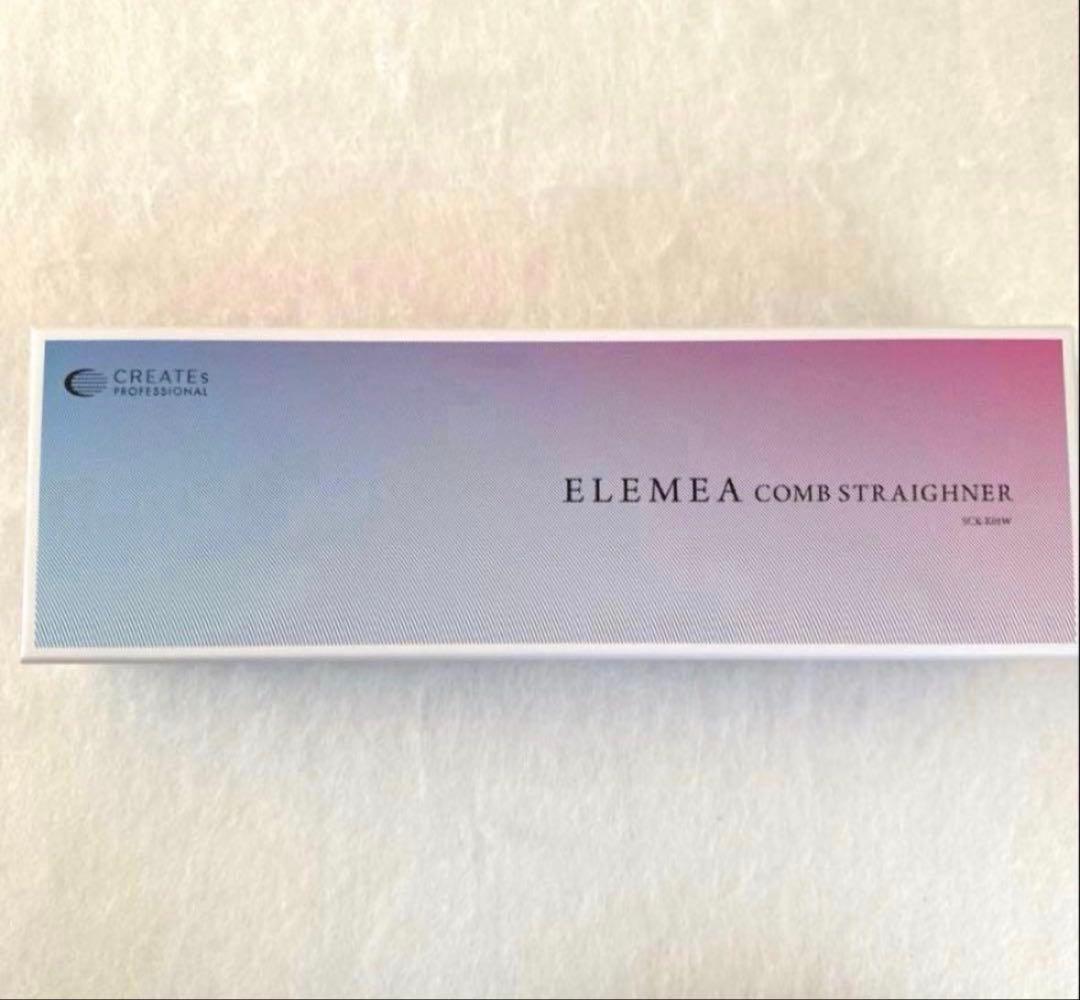 CREATEs
PROFESSIONAL
ELEMEA COMB STRAIGHNER